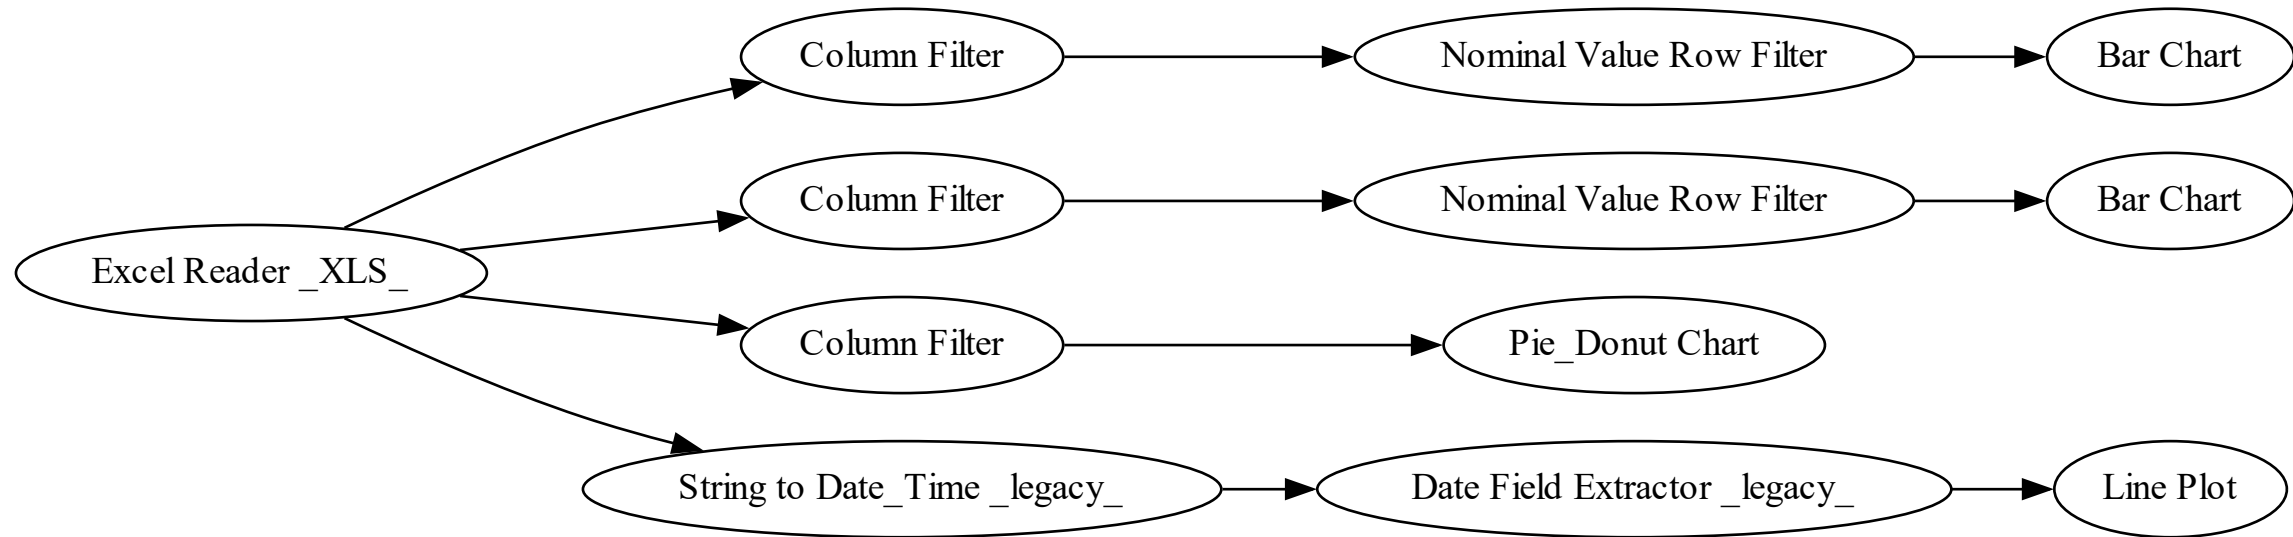 Column Filter
Nominal Value Row Filter
Bar Chart
Column Filter
Nominal Value Row Filter
Bar Chart
Excel Reader _XLS_
Column Filter
Pie_Donut Chart
String to Date_Time _legacy_
Date Field Extractor _legacy_
Line Plot